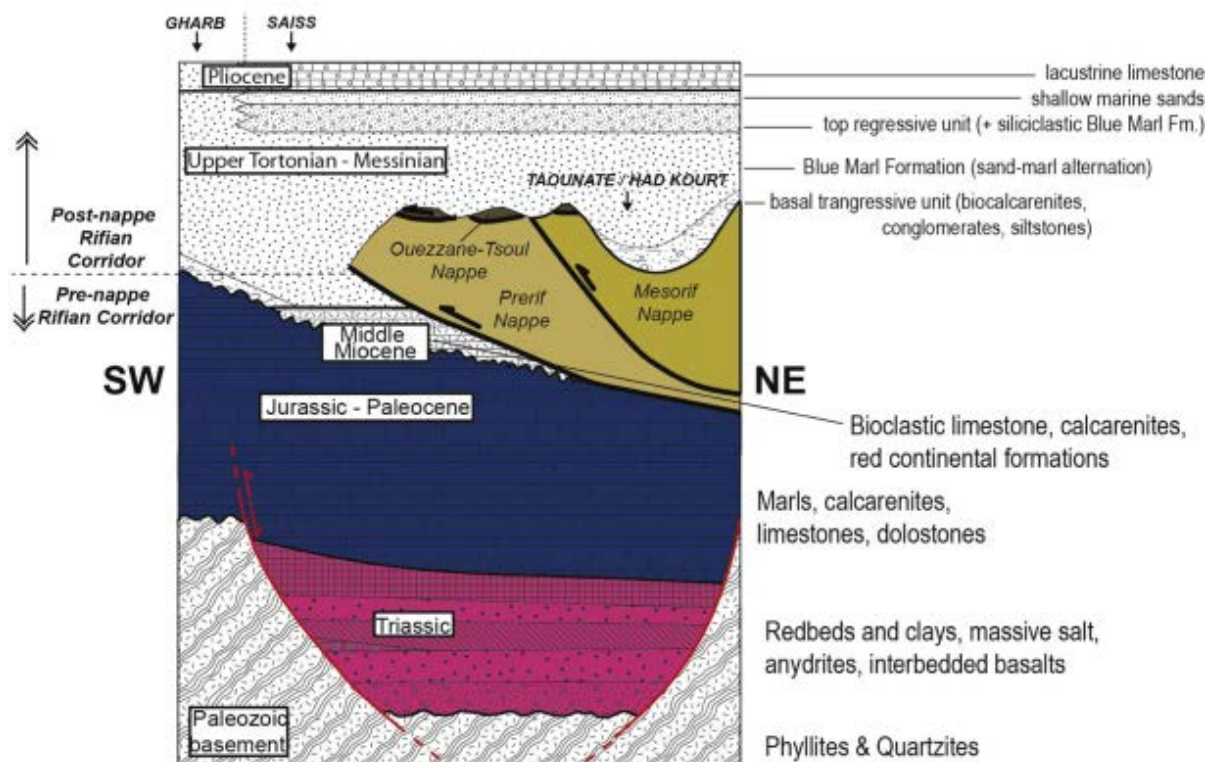 GHARB
SAISS
Pliocene
lacustrine limestone
shallow marine sands
top regressive unit (+ siliciclastic Blue Marl Fm.)
Upper Tortonian - Messinian
Blue Marl Formation (sand-marl alternation)
TAOUNATE / HAD KOURT
basal trangressive unit (biocalcarenites,
conglomerates, siltstones)
Post-nappe
Rifian
Corridor
Ouezzane-Tsoul
Nappe
Pre-nappe
Rifian Corridor
Prerif
Nappe
Mesorif
Nappe
Middle
Miocene
SW
NE
Jurassic - Paleocene
Bioclastic limestone, calcarenites,
red continental formations
Marls, calcarenites,
limestones, dolostones
Triassic
Redbeds and clays, massive salt,
anydrites, interbedded basalts
Paleozoic
basement
Phyllites & Quartzites